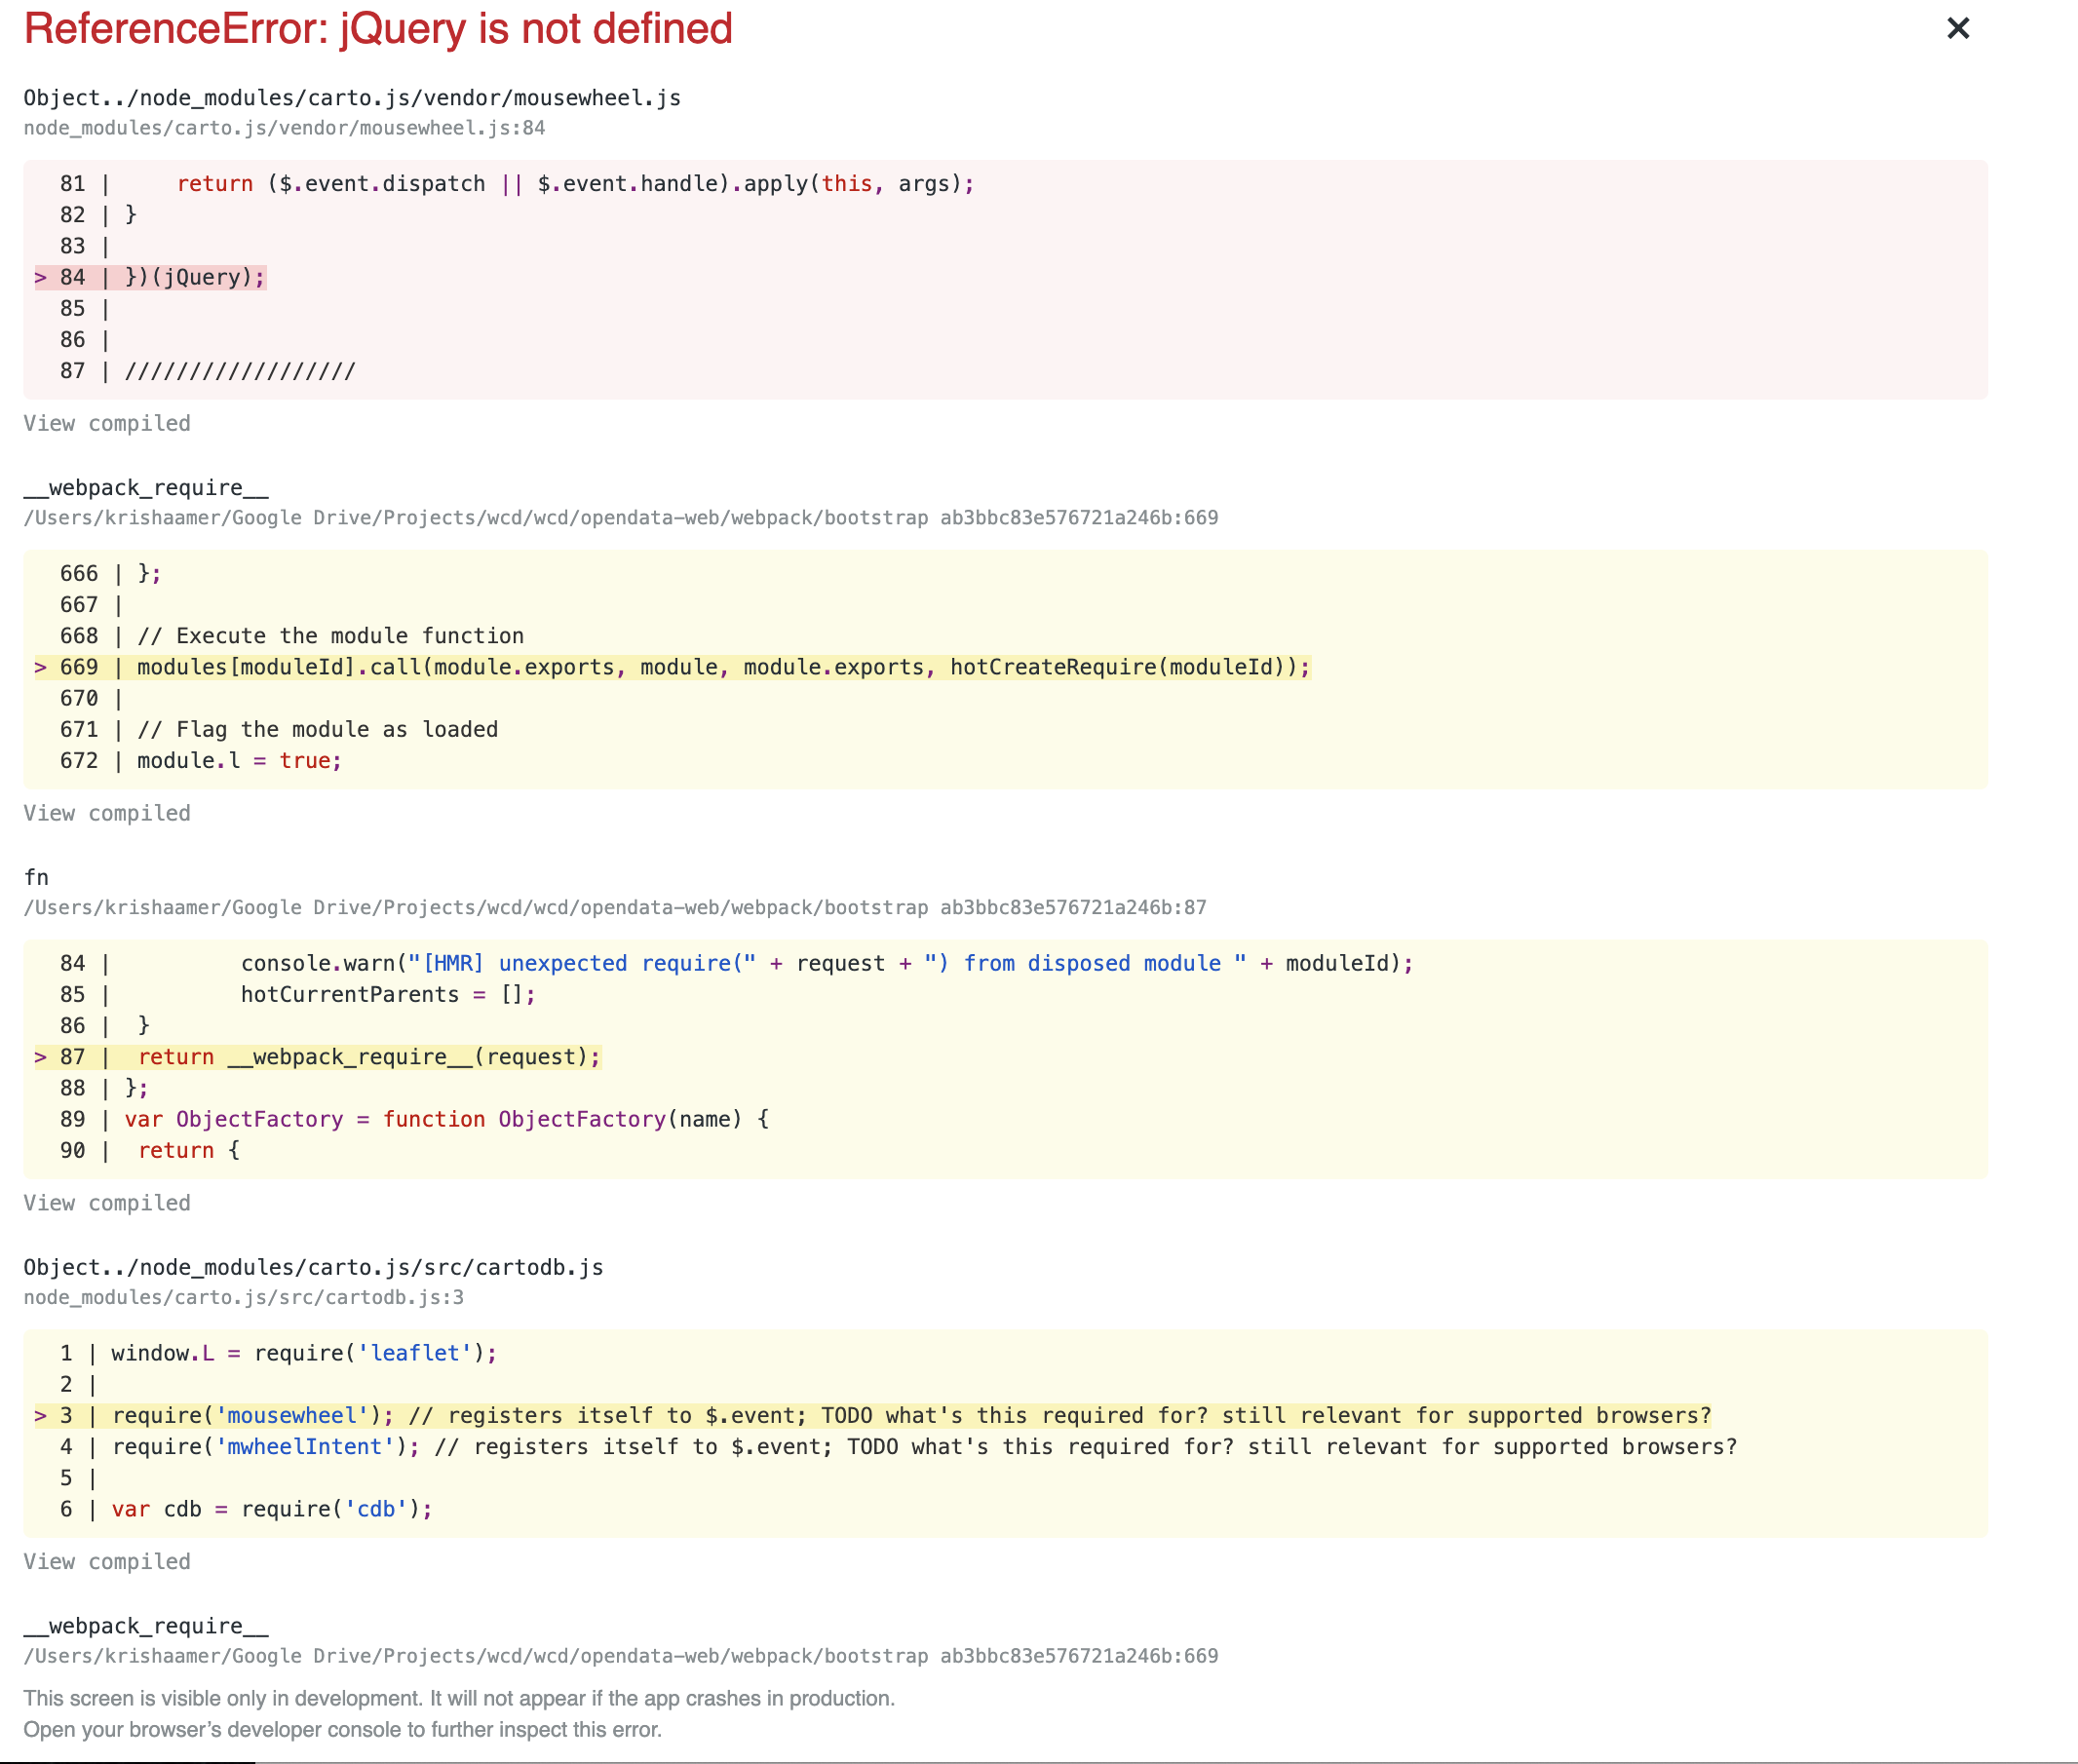 ReferenceError: jQuery is not defined
✕
Object../node_modules/carto.js/vendor/mousewheel.js
node_modules/carto.js/vendor/mousewheel.js:84
  81 |     return ($.event.dispatch || $.event.handle).apply(this, args);
  82 | }
  83 |
> 84 | })(jQuery);
  85 |
  86 |
  87 | //////////////////
View compiled
__webpack_require__
/Users/krishaamer/Google Drive/Projects/wcd/wcd/opendata-web/webpack/bootstrap ab3bbc83e576721a246b:669
  666 | };
  667 |
  668 | // Execute the module function
> 669 | modules[moduleId].call(module.exports, module, module.exports, hotCreateRequire(moduleId));
  670 |
  671 | // Flag the module as loaded
  672 | module.l = true;
View compiled
fn
/Users/krishaamer/Google Drive/Projects/wcd/wcd/opendata-web/webpack/bootstrap ab3bbc83e576721a246b:87
  84 |          console.warn("[HMR] unexpected require(" + request + ") from disposed module " + moduleId);
  85 |          hotCurrentParents = [];
  86 |  }
> 87 |  return __webpack_require__(request);
  88 | };
  89 | var ObjectFactory = function ObjectFactory(name) {
  90 |  return {
View compiled
Object../node_modules/carto.js/src/cartodb.js
node_modules/carto.js/src/cartodb.js:3
  1 | window.L = require('leaflet');
  2 |
> 3 | require('mousewheel'); // registers itself to $.event; TODO what's this required for? still relevant for supported browsers?
  4 | require('mwheelIntent'); // registers itself to $.event; TODO what's this required for? still relevant for supported browsers?
  5 |
  6 | var cdb = require('cdb');
View compiled
__webpack_require__
/Users/krishaamer/Google Drive/Projects/wcd/wcd/opendata-web/webpack/bootstrap ab3bbc83e576721a246b:669
This screen is visible only in development. It will not appear if the app crashes in production.
Open your browser’s developer console to further inspect this error.